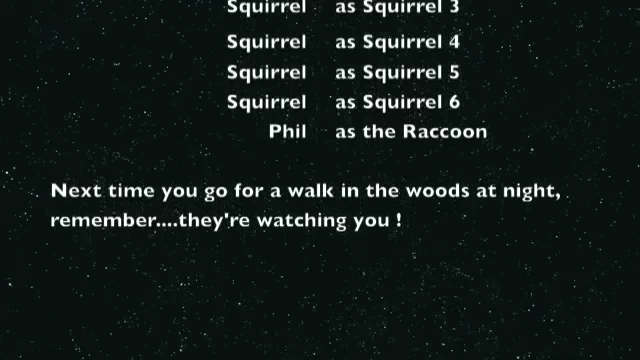 Squirrel as Squirrel 3
Squirrel as Squirrel 4
Squirrel as Squirrel 5
Squirrel as Squirrel 6
Phil as the Raccoon
Next time you go for a walk in the woods at night,
remember....they're watching you !